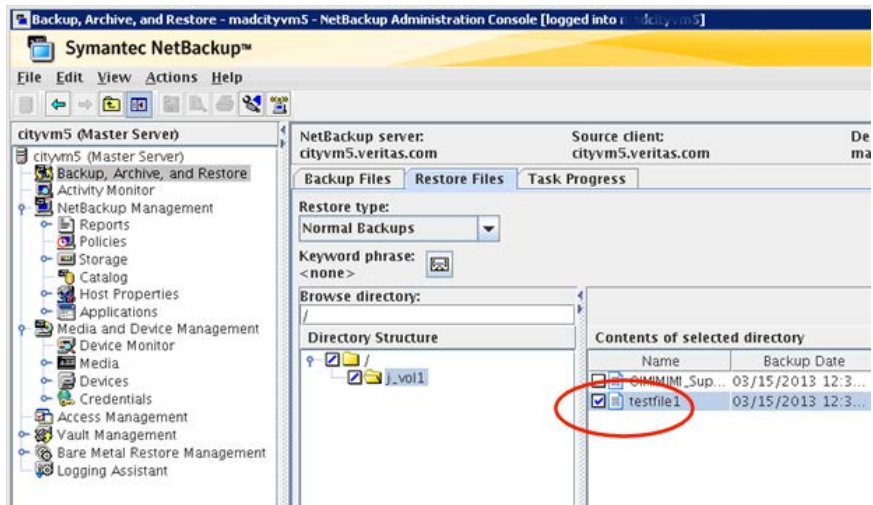 Backup, Archive, and Restore - madcityvm5 - NetBackup Administration Console [logged into
Symantec NetBackup™
File Edit View Actions Help
cityvm5 (Master Server)
cityvm5 (Master Server)
Backup, Archive, and Restore
Activity Monitor
NetBackup Management
Reports
Policies
Storage
Catalog
Host Properties
Applications
Media and Device Management
Device Monitor
Media
Devices
Credentials
Access Management
Vault Management
Bare Metal Restore Management
Logging Assistant
NetBackup server: Source client: De
cityvm5.veritas.com cityvm5.veritas.com ma
Backup Files Restore Files Task Progress
Restore type:
Normal Backups
Keyword phrase:
<none>
Browse directory:
/
Directory Structure
/
j_vol1
Contents of selected directory
Name Backup Date
03/15/2013 12:3...
testfile1 03/15/2013 12:3...